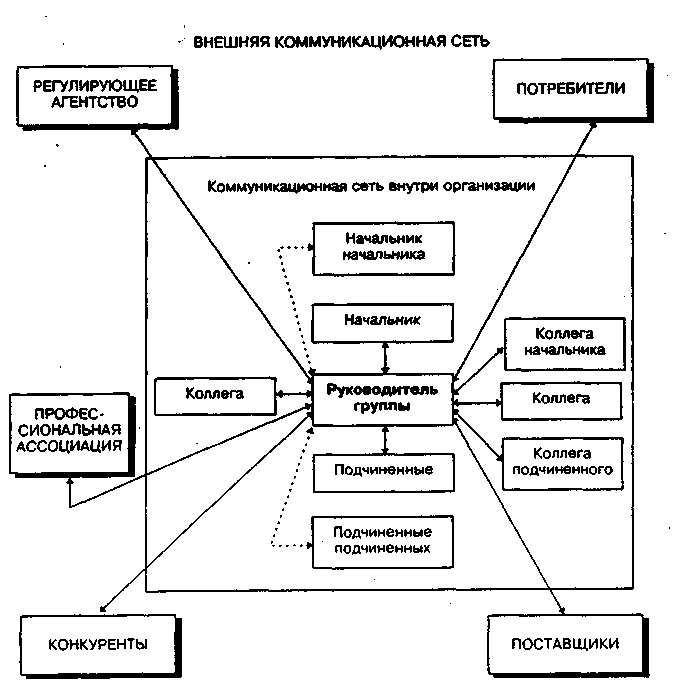 ВНЕШНЯЯ КОММУНИКАЦИОННАЯ СЕТЬ
РЕГУЛИРУЮЩЕЕ
АГЕНТСТВО
ПОТРЕБИТЕЛИ
Коммуникационная сеть внутри организации
Начальник
начальника
Начальник
Коллега
начальника
Коллега
Руководитель
группы
Коллега
ПРОФЕС-
СИОНАЛЬНАЯ
АССОЦИАЦИЯ
Подчиненные
Коллега
подчиненного
Подчиненные
подчиненных
КОНКУРЕНТЫ
ПОСТАВЩИКИ